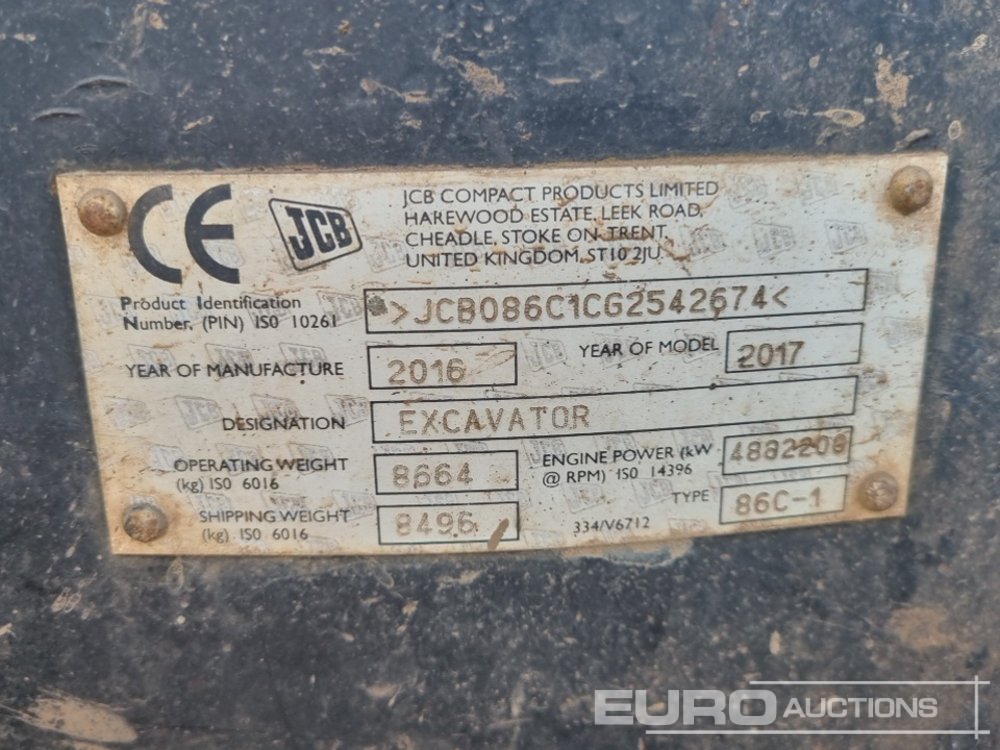 CE JCB
JCB COMPACT PRODUCTS LIMITED
HAREWOOD ESTATE, LEEK ROAD,
CHEADLE, STOKE ON TRENT,
UNITED KINGDOM, ST10 2JU
Product Identification
Number, (PIN) ISO 10261
>JCB086C1CG2542674<
YEAR OF MANUFACTURE 2016 YEAR OF MODEL 2017
DESIGNATION EXCAVATOR
OPERATING WEIGHT
(kg) ISO 6016
8664
ENGINE POWER (kW
@ RPM) ISO 14396
4882208
SHIPPING WEIGHT
(kg) ISO 6016
8496
334/V6712
TYPE 86C-1
EURO AUCTIONS